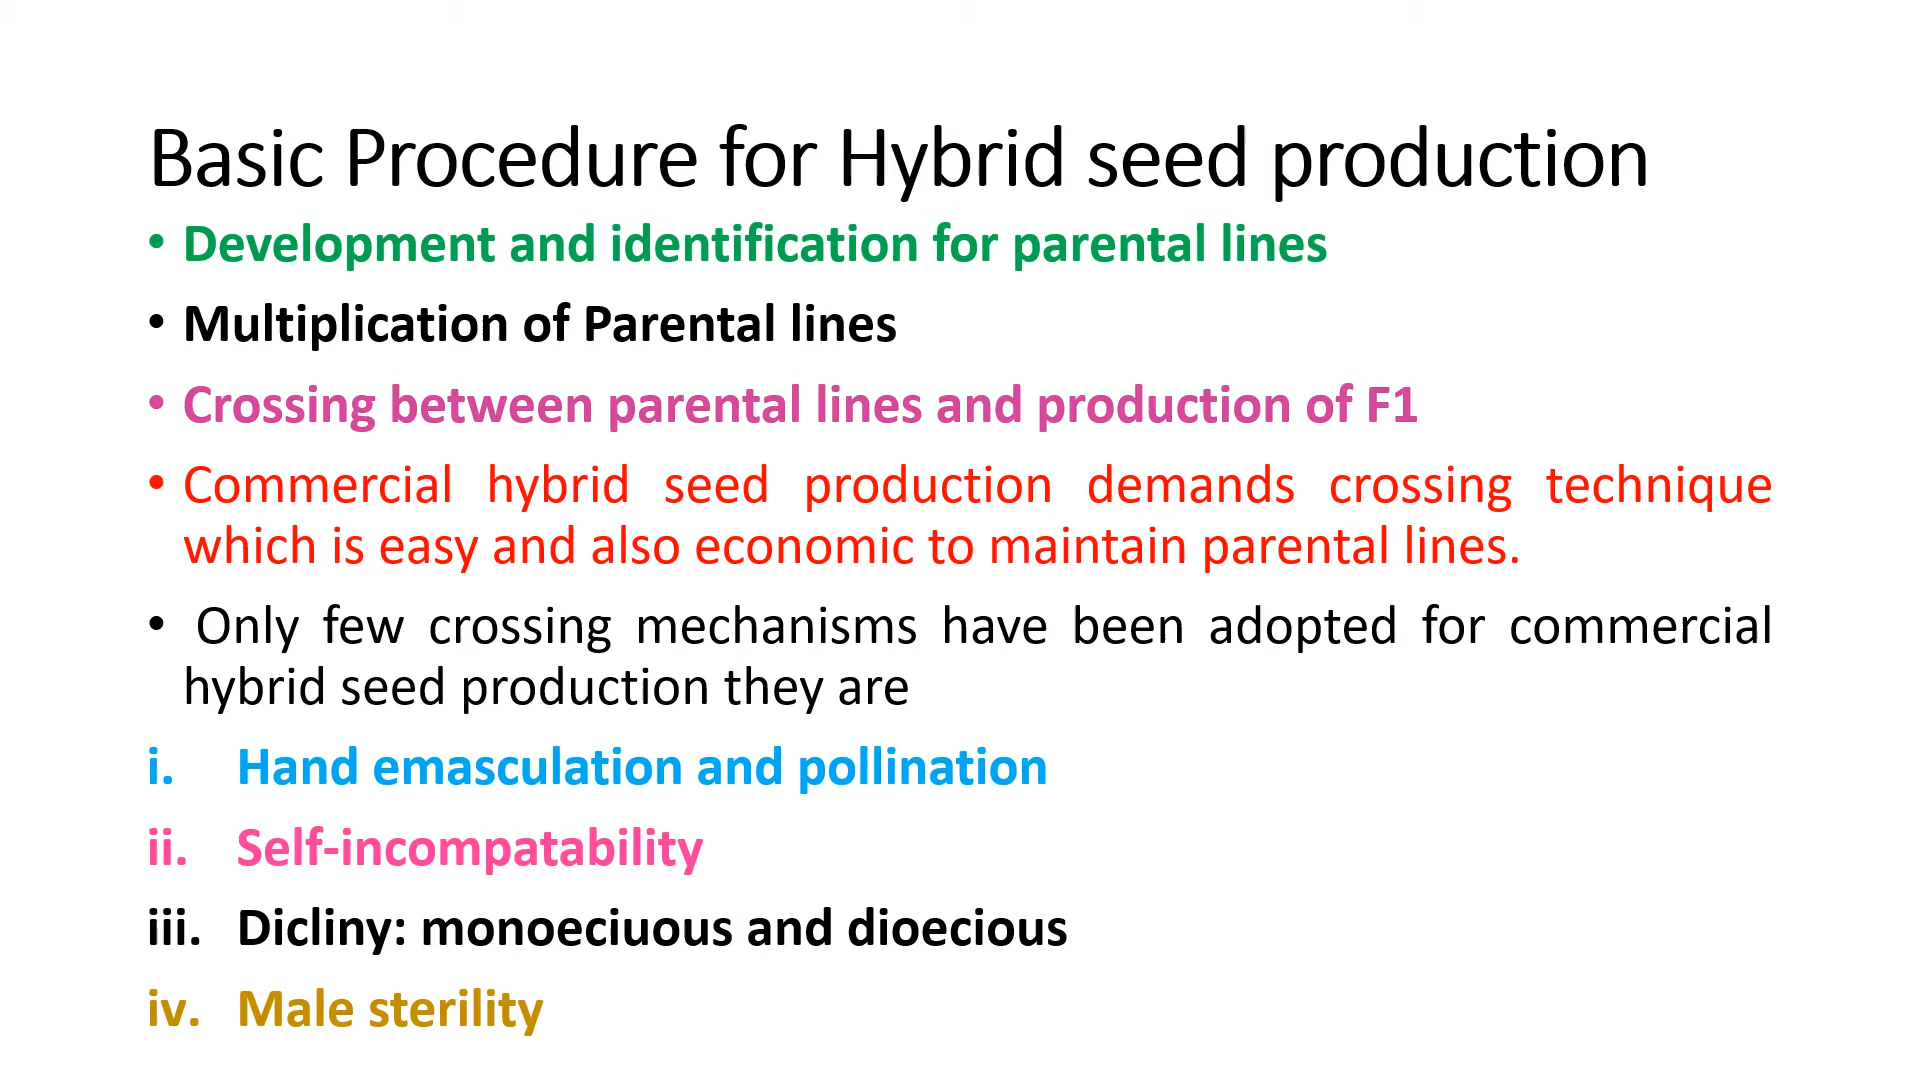 Basic Procedure for Hybrid seed production
• Development and identification for parental lines
• Multiplication of Parental lines
• Crossing between parental lines and production of F1
• Commercial hybrid seed production demands crossing technique
which is easy and also economic to maintain parental lines.
• Only few crossing mechanisms have been adopted for commercial
hybrid seed production they are
i. Hand emasculation and pollination
ii. Self-incompatability
iii. Dicliny: monoeciuous and dioecious
iv. Male sterility